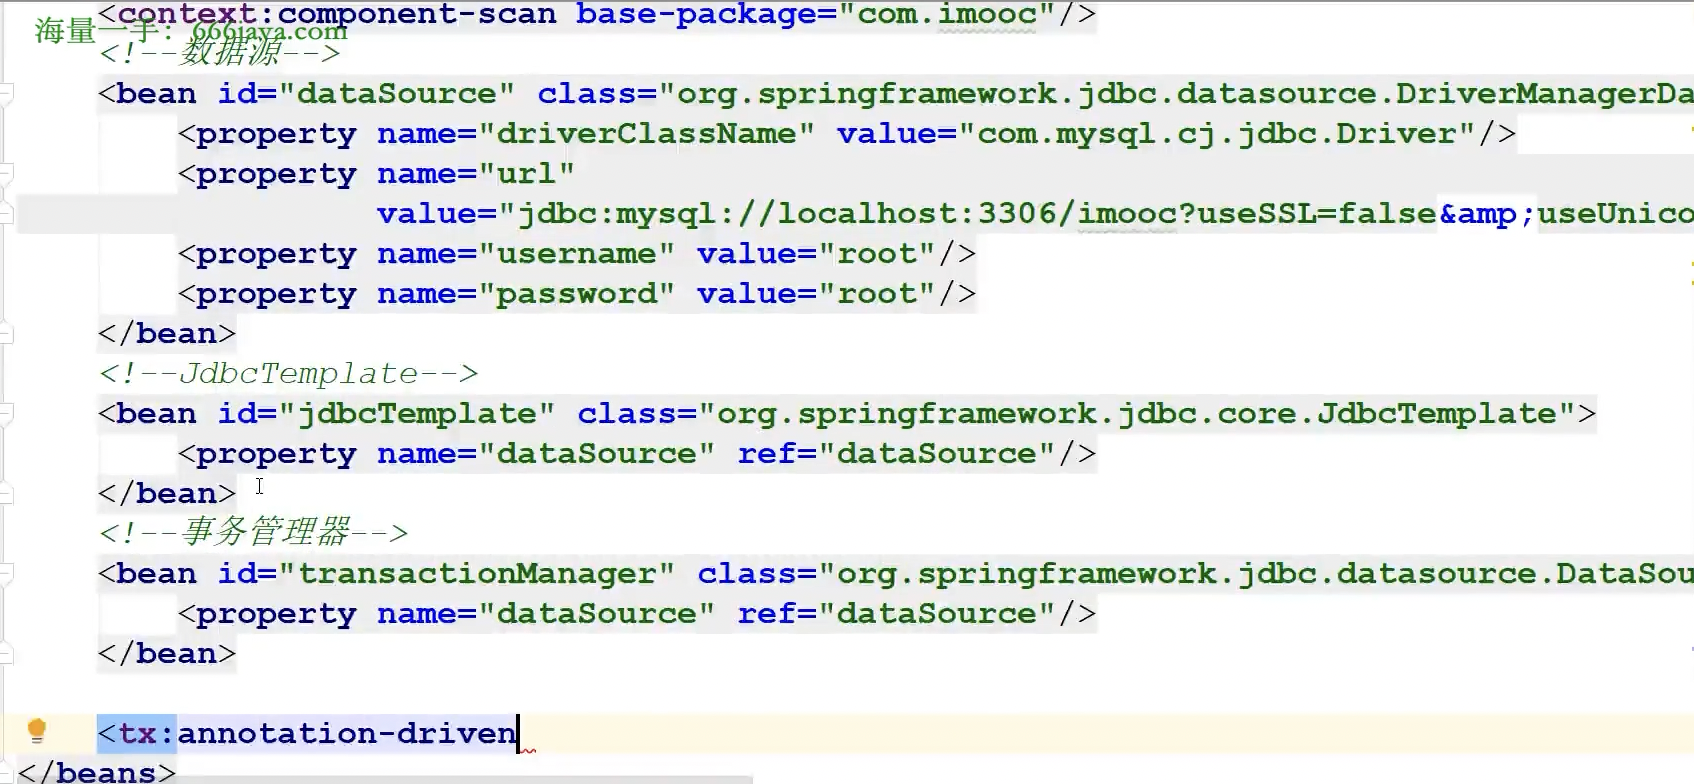 <context:component-scan base-package="com.imooc"/>
海量一手：666java.com
<!--数据源-->
<bean id="dataSource" class="org.springframework.jdbc.datasource.DriverManagerDa
<property name="driverClassName" value="com.mysql.cj.jdbc.Driver"/>
<property name="url"
value="jdbc:mysql://localhost:3306/imooc?useSSL=false&amp;useUnico
<property name="username" value="root"/>
<property name="password" value="root"/>
</bean>
<!--JdbcTemplate-->
<bean id="jdbcTemplate" class="org.springframework.jdbc.core.JdbcTemplate">
<property name="dataSource" ref="dataSource"/>
</bean>
<!--事务管理器-->
<bean id="transactionManager" class="org.springframework.jdbc.datasource.DataSou
<property name="dataSource" ref="dataSource"/>
</bean>
<tx:annotation-driven
</beans>